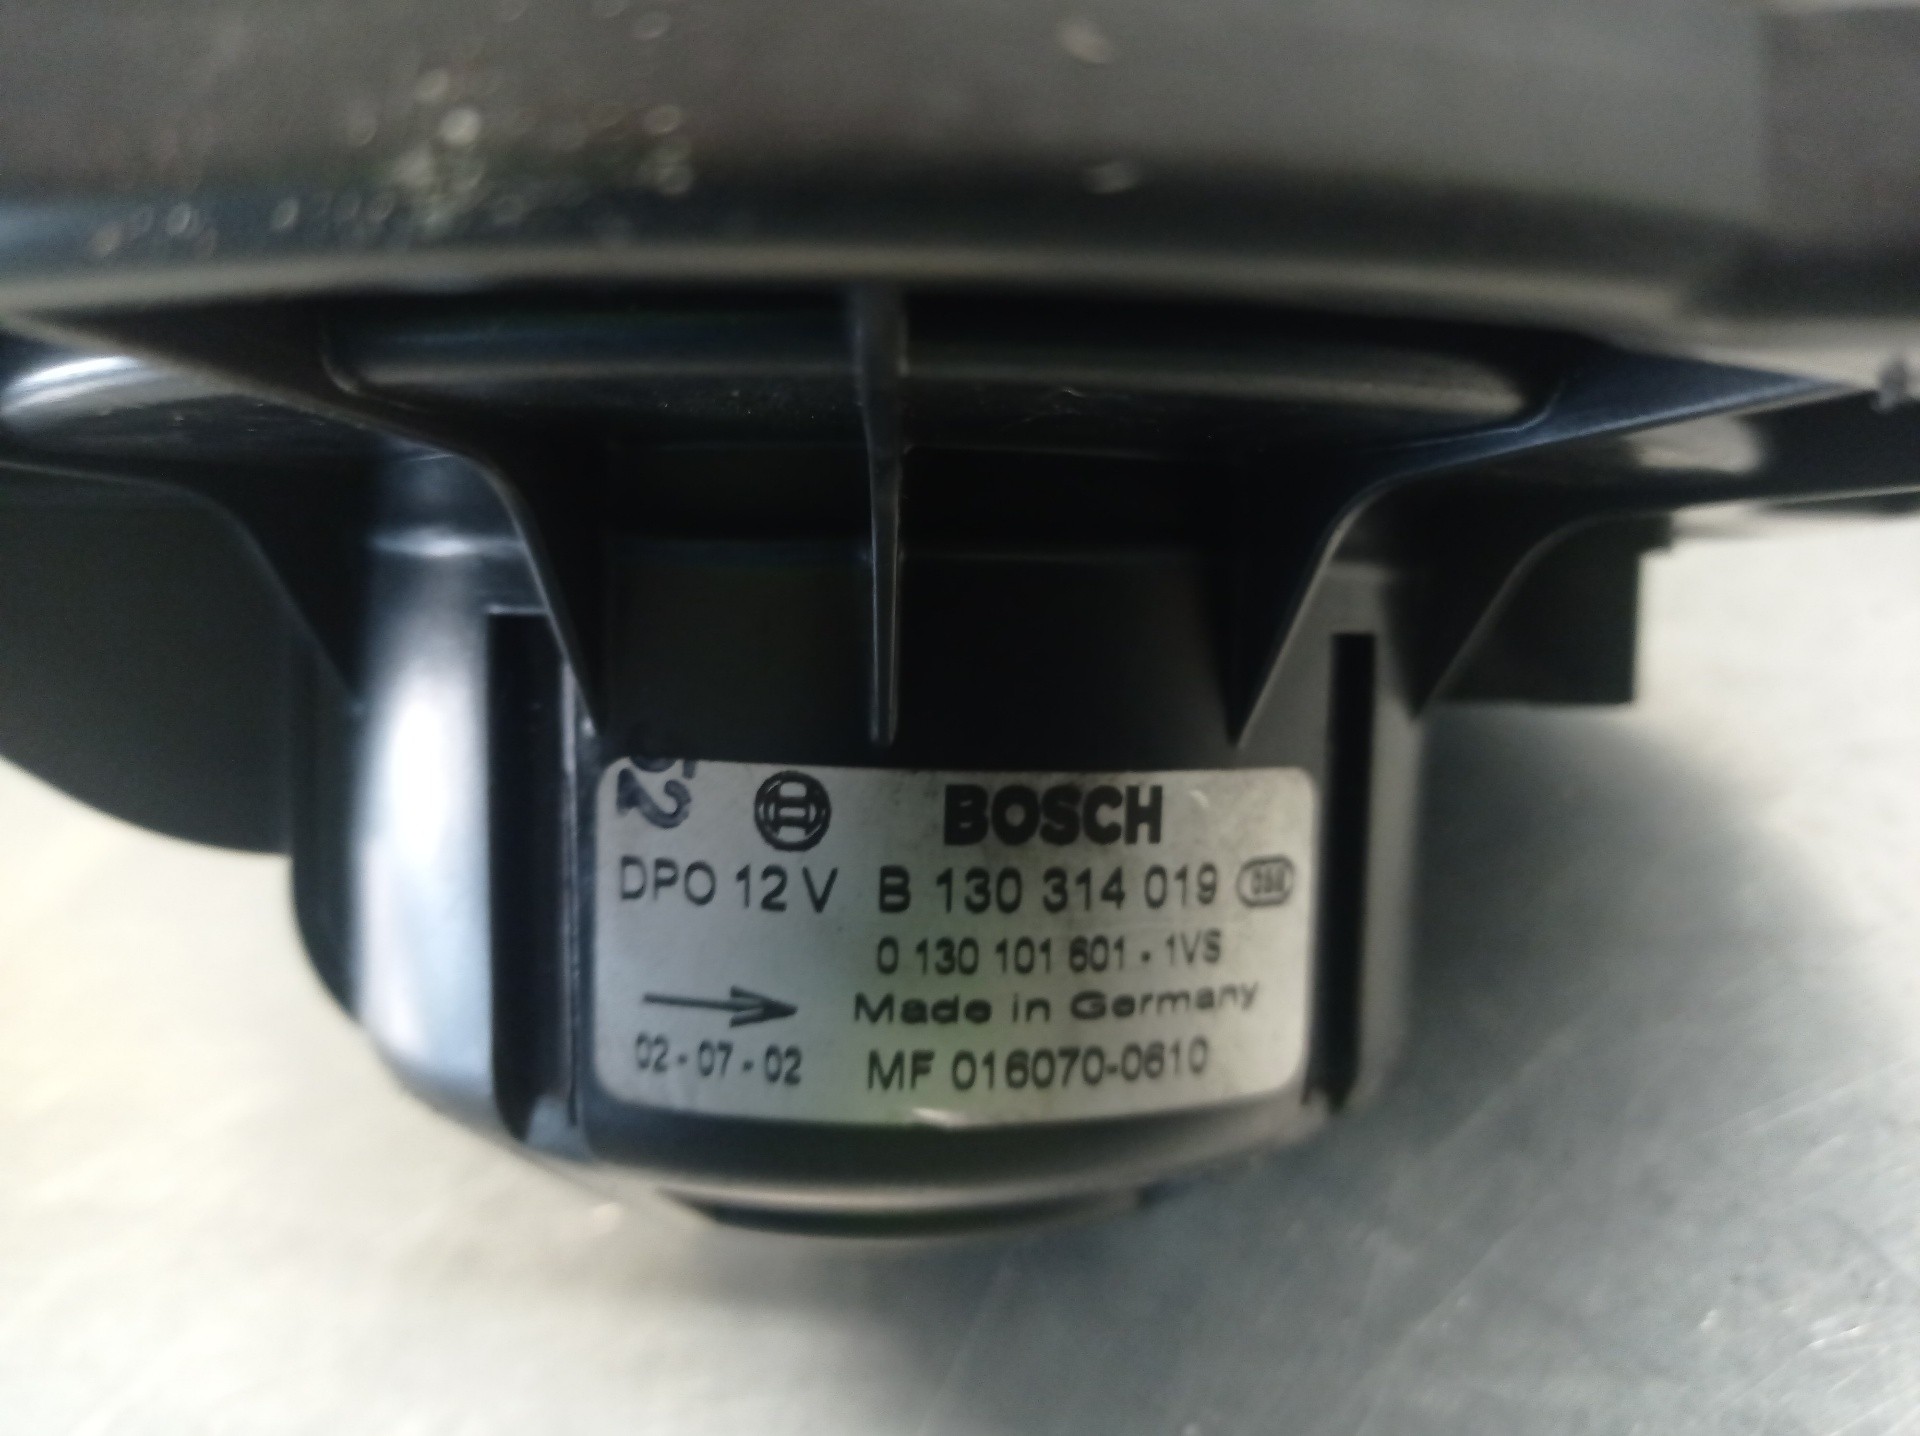 52
BOSCH
DPO 12 V B 130 314 019
0 130 101 601 - 1VS
Made in Germany
02-07-02 MF 016070-0610